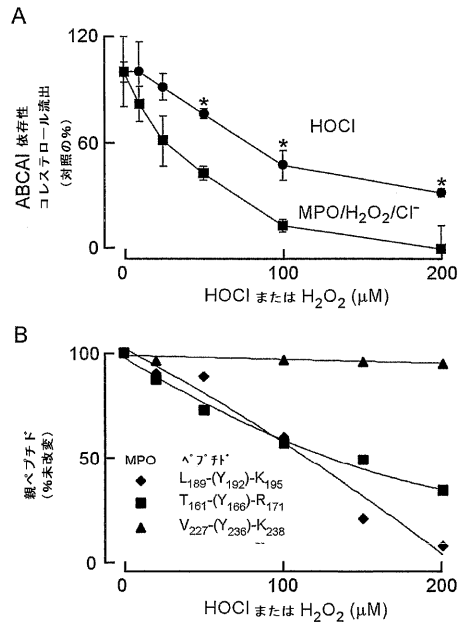 A
120
60
0
ABCAI 依存性
コレステロール流出
(対照の%)
* * *
HOCl
MPO/H₂O₂/Cl⁻
0 100 200
HOCl または H₂O₂ (μM)
B
100
50
0
親ペプチド
(%未改変)
MPO ペプチド
◆ L₁₈₉-(Y₁₉₂)-K₁₉₅
■ T₁₆₁-(Y₁₆₆)-R₁₇₁
▲ V₂₂₇-(Y₂₃₆)-K₂₃₈
0 100 200
HOCl または H₂O₂ (μM)